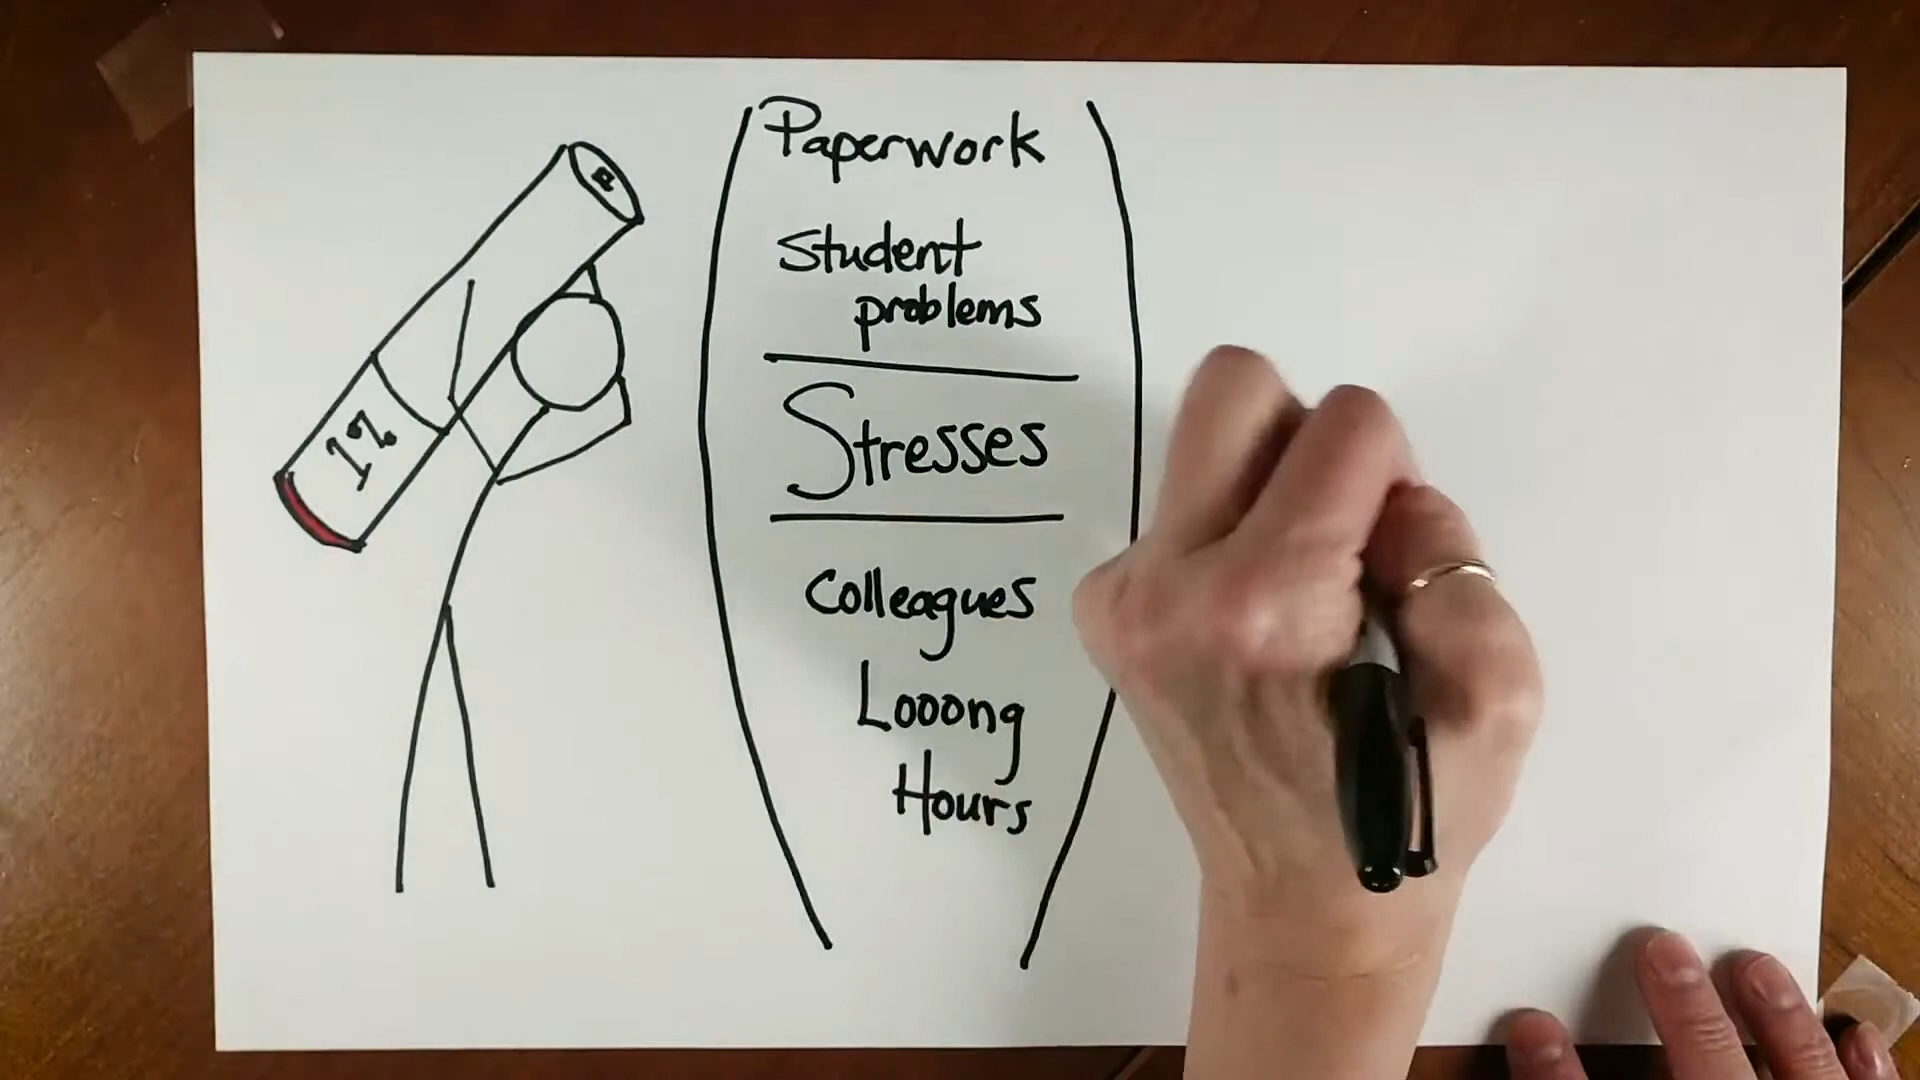 Paperwork
Student
problems
Stresses
Colleagues
Looong
Hours
1%